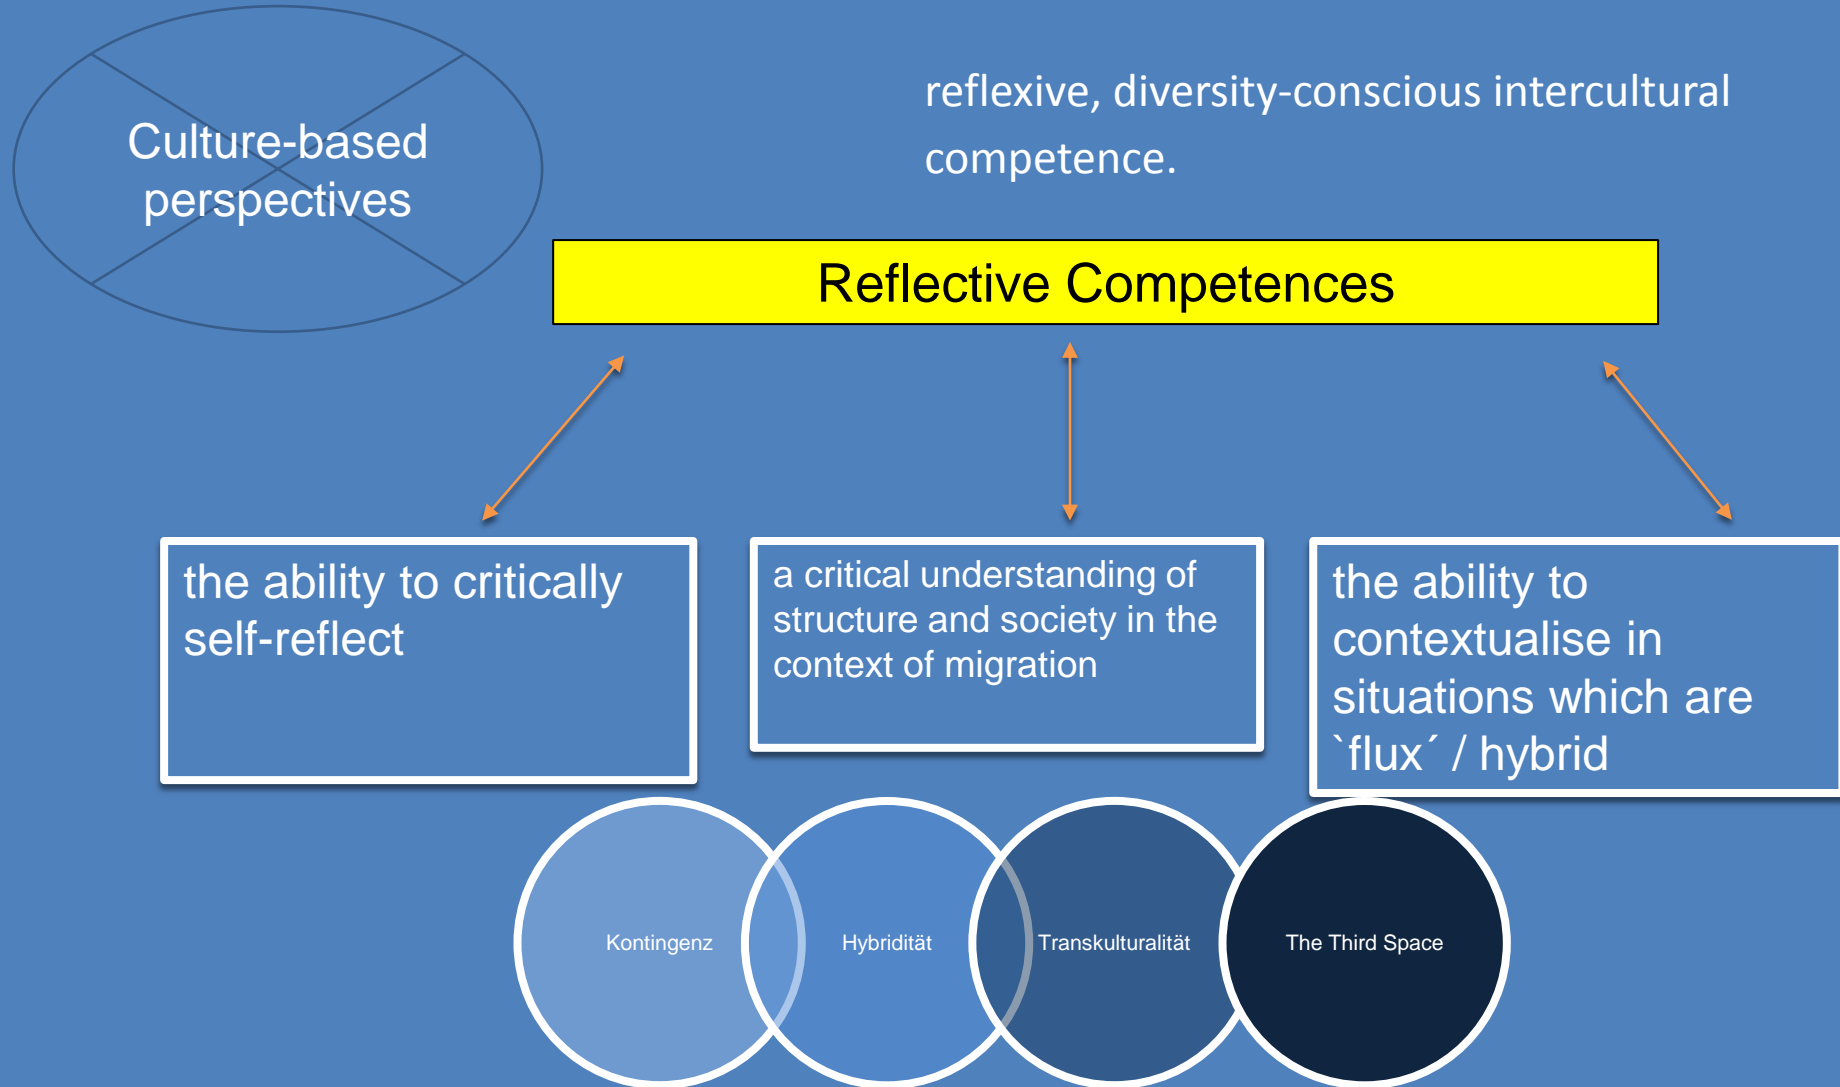 Culture-based
perspectives
reflexive, diversity-conscious intercultural
competence.
Reflective Competences
the ability to critically
self-reflect
a critical understanding of
structure and society in the
context of migration
the ability to
contextualise in
situations which are
`flux´ / hybrid
Kontingenz
Hybridität
Transkulturalität
The Third Space